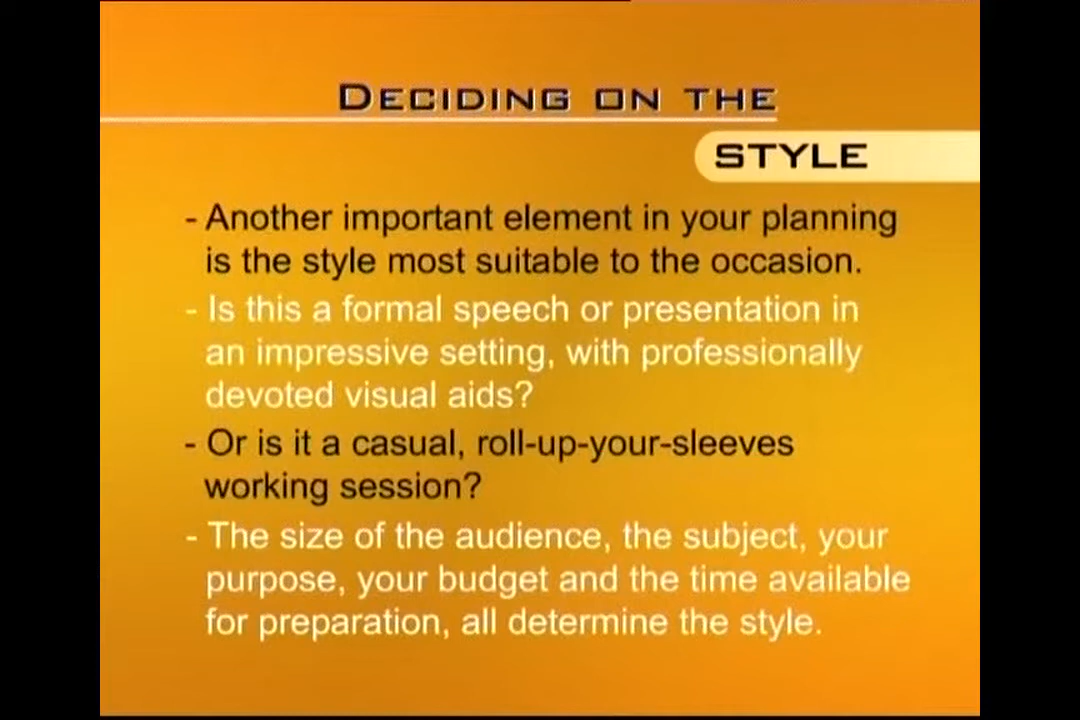 DECIDING ON THE
STYLE
- Another important element in your planning
is the style most suitable to the occasion.
- Is this a formal speech or presentation in
an impressive setting, with professionally
devoted visual aids?
- Or is it a casual, roll-up-your-sleeves
working session?
- The size of the audience, the subject, your
purpose, your budget and the time available
for preparation, all determine the style.